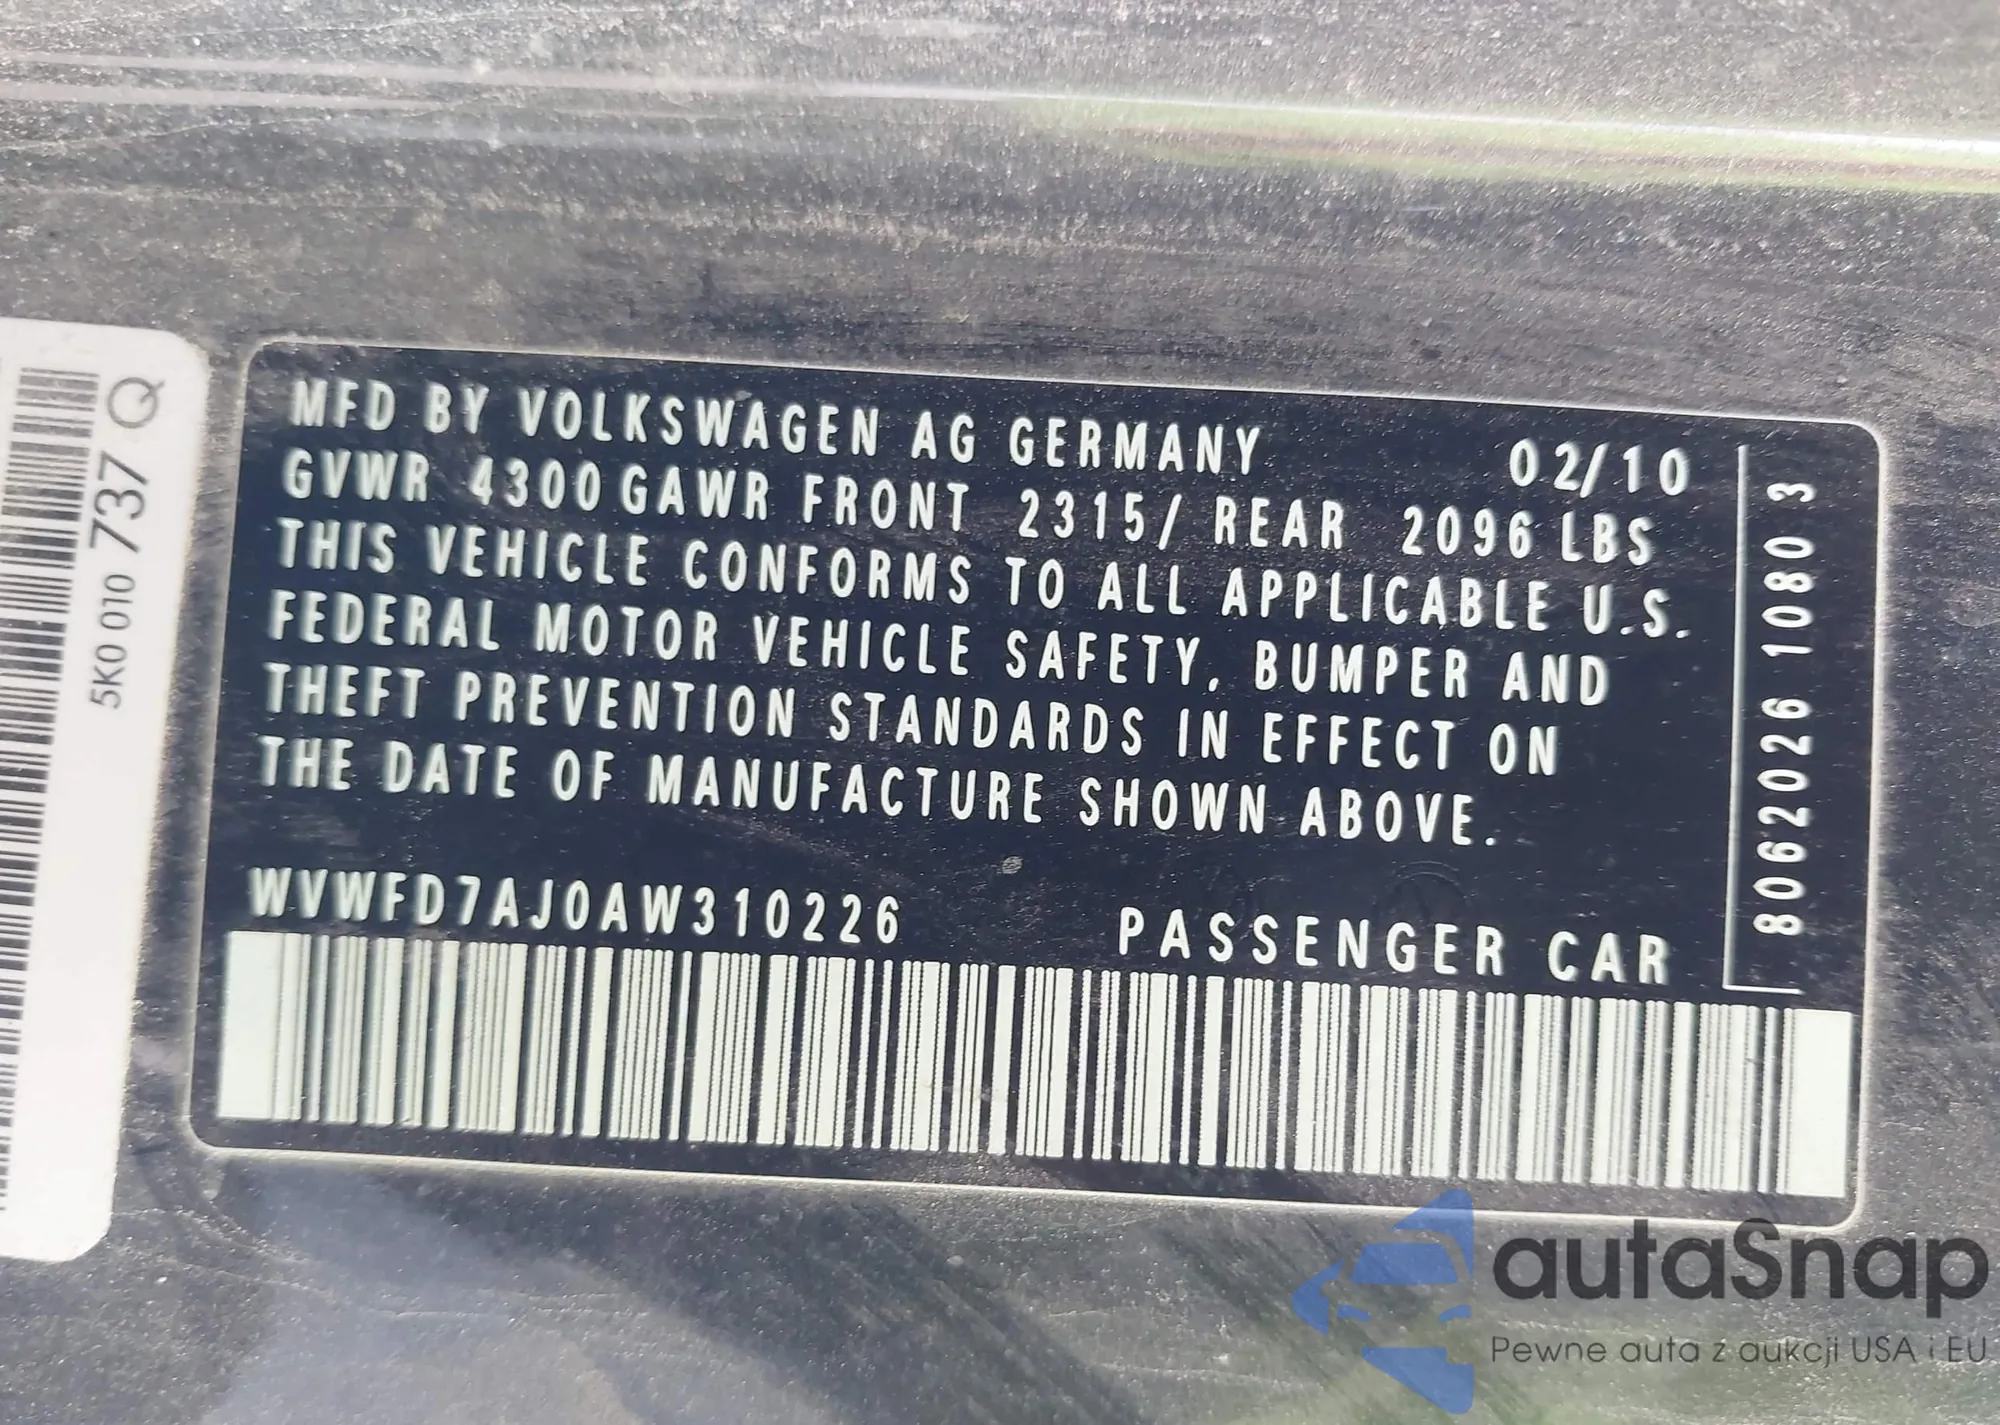 MFD BY VOLKSWAGEN AG GERMANY 02/10
GVWR 4300 GAWR FRONT 2315/ REAR 2096 LBS
THIS VEHICLE CONFORMS TO ALL APPLICABLE U.S.
FEDERAL MOTOR VEHICLE SAFETY, BUMPER AND
THEFT PREVENTION STANDARDS IN EFFECT ON
THE DATE OF MANUFACTURE SHOWN ABOVE.
WVWFD7AJ0AW310226 PASSENGER CAR
8062026 1080 3
5K0 010 737 Q
autaSnap
Pewne auta z aukcji USA i EU